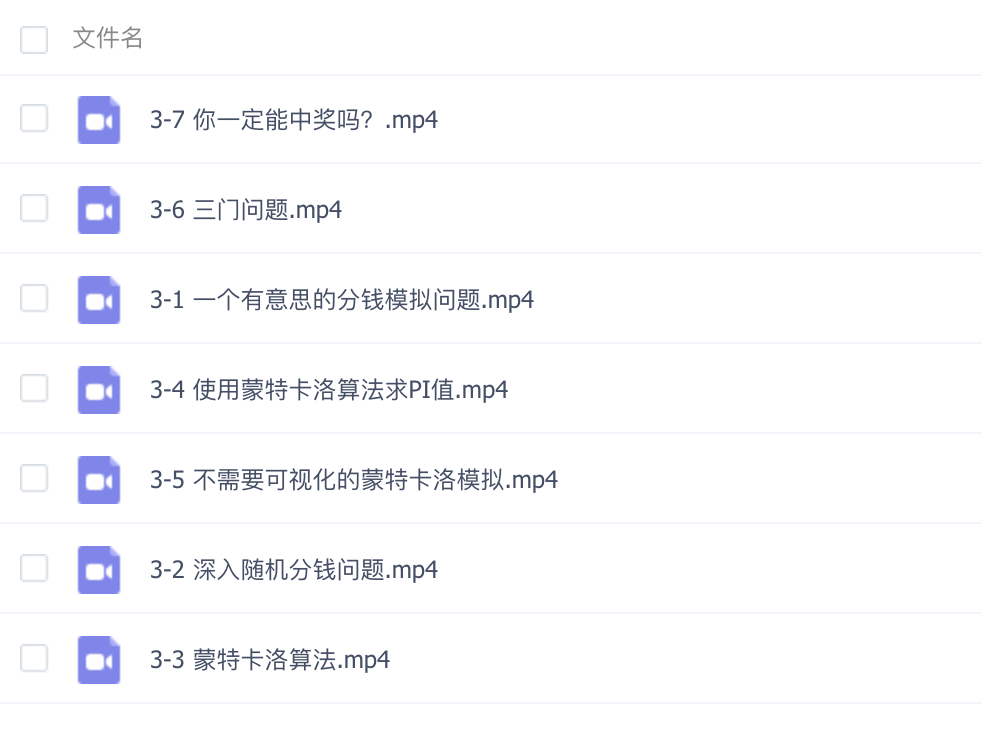 文件名
3-7 你一定能中奖吗？.mp4
3-6 三门问题.mp4
3-1 一个有意思的分钱模拟问题.mp4
3-4 使用蒙特卡洛算法求PI值.mp4
3-5 不需要可视化的蒙特卡洛模拟.mp4
3-2 深入随机分钱问题.mp4
3-3 蒙特卡洛算法.mp4